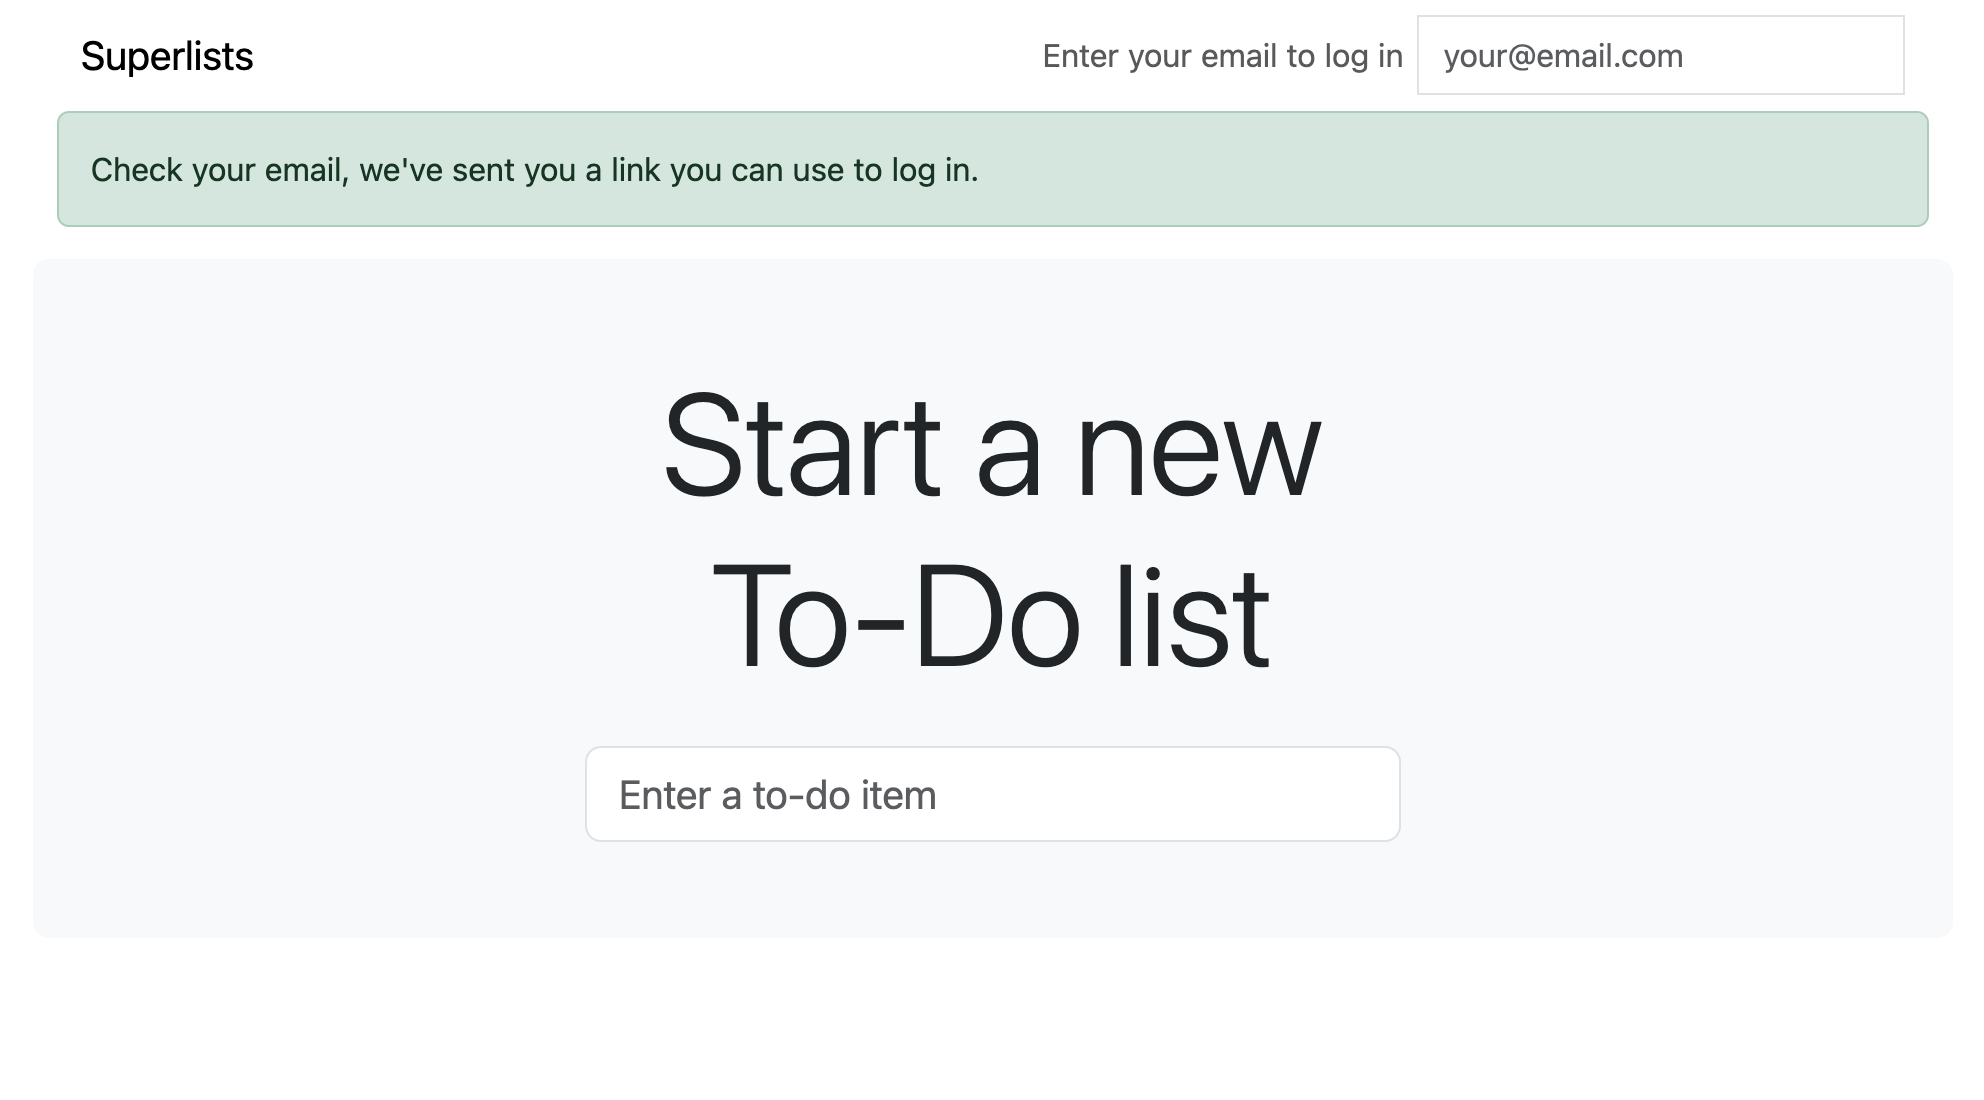 Superlists
Enter your email to log in
your@email.com
Check your email, we've sent you a link you can use to log in.
Start a new
To-Do list
Enter a to-do item